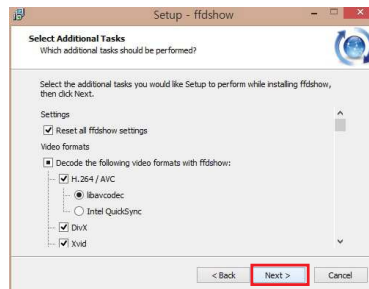 Setup - ffdshow
Select Additional Tasks
Which additional tasks should be performed?
Select the additional tasks you would like Setup to perform while installing ffdshow,
then click Next.
Settings
Reset all ffdshow settings
Video formats
Decode the following video formats with ffdshow:
H.264 / AVC
libavcodec
Intel QuickSync
DivX
Xvid
< Back
Next >
Cancel